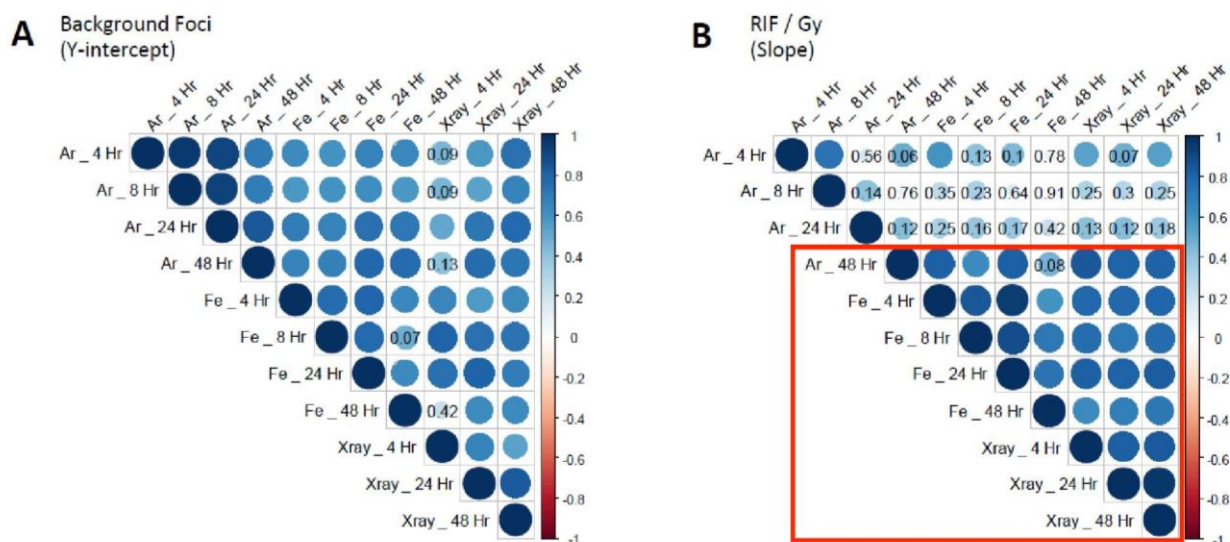 A
Background Foci
(Y-intercept)
Ar _ 4 Hr
Ar _ 8 Hr
Ar _ 24 Hr
Ar _ 48 Hr
Fe _ 4 Hr
Fe _ 8 Hr
Fe _ 24 Hr
Fe _ 48 Hr
Xray _ 4 Hr
Xray _ 24 Hr
Xray _ 48 Hr
Ar _ 4 Hr 0.09
Ar _ 8 Hr 0.09
Ar _ 24 Hr
Ar _ 48 Hr 0.13
Fe _ 4 Hr
Fe _ 8 Hr 0.07
Fe _ 24 Hr
Fe _ 48 Hr 0.42
Xray _ 4 Hr
Xray _ 24 Hr
Xray _ 48 Hr
1
0.8
0.6
0.4
0.2
0
-0.2
-0.4
-0.6
-0.8
-1
B
RIF / Gy
(Slope)
Ar _ 4 Hr
Ar _ 8 Hr
Ar _ 24 Hr
Ar _ 48 Hr
Fe _ 4 Hr
Fe _ 8 Hr
Fe _ 24 Hr
Fe _ 48 Hr
Xray _ 4 Hr
Xray _ 24 Hr
Xray _ 48 Hr
Ar _ 4 Hr 0.56 0.06 0.13 0.1 0.78 0.07
Ar _ 8 Hr 0.14 0.76 0.35 0.23 0.64 0.91 0.25 0.3 0.25
Ar _ 24 Hr 0.12 0.25 0.16 0.17 0.42 0.13 0.12 0.18
Ar _ 48 Hr 0.08
Fe _ 4 Hr
Fe _ 8 Hr
Fe _ 24 Hr
Fe _ 48 Hr
Xray _ 4 Hr
Xray _ 24 Hr
Xray _ 48 Hr
1
0.8
0.6
0.4
0.2
0
-0.2
-0.4
-0.6
-0.8
-1